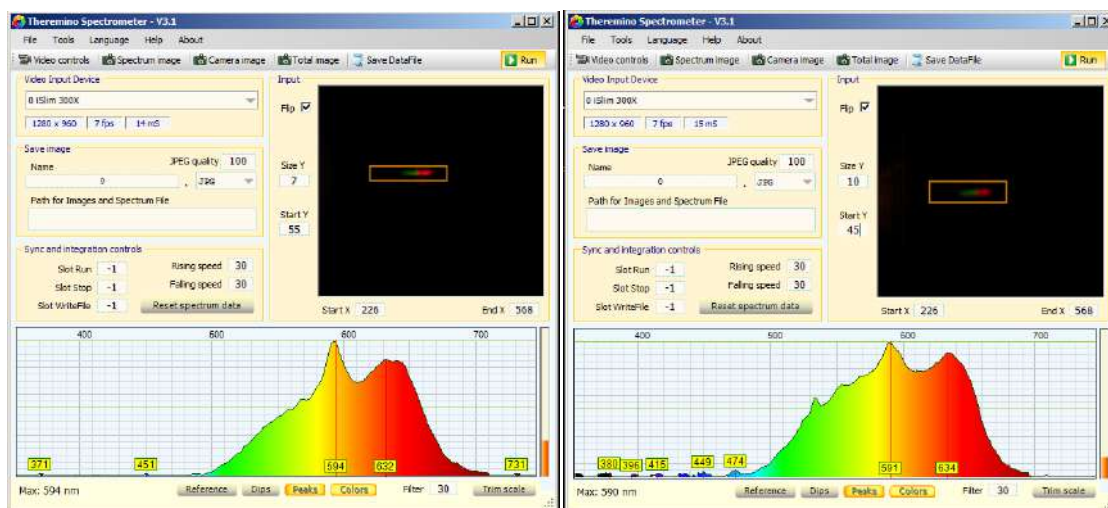 Theremino Spectrometer - V3.1
File Tools Language Help About
Video controls Spectrum image Camera image Total image Save DataFile Run
Video Input Device
0 iSlim 300X
1280 x 960 7 fps 14 mS
Save image
Name JPEG quality 100
0 . JPG
Path for Images and Spectrum File
Sync and integration controls
Slot Run -1 Rising speed 30
Slot Stop -1 Falling speed 30
Slot WriteFile -1 Reset spectrum data
Input
Flip
Size Y
7
Start Y
55
Start X 226 End X 568
400 500 600 700
371 451 594 632 731
Max: 594 nm Reference Dips Peaks Colors Filter 30 Trim scale
Theremino Spectrometer - V3.1
File Tools Language Help About
Video controls Spectrum image Camera image Total image Save DataFile Run
Video Input Device
0 iSlim 300X
1280 x 960 7 fps 15 mS
Save image
Name JPEG quality 100
0 . JPG
Path for Images and Spectrum File
Sync and integration controls
Slot Run -1 Rising speed 30
Slot Stop -1 Falling speed 30
Slot WriteFile -1 Reset spectrum data
Input
Flip
Size Y
10
Start Y
45
Start X 226 End X 568
400 500 600 700
380 396 415 449 474 591 634
Max: 590 nm Reference Dips Peaks Colors Filter 30 Trim scale